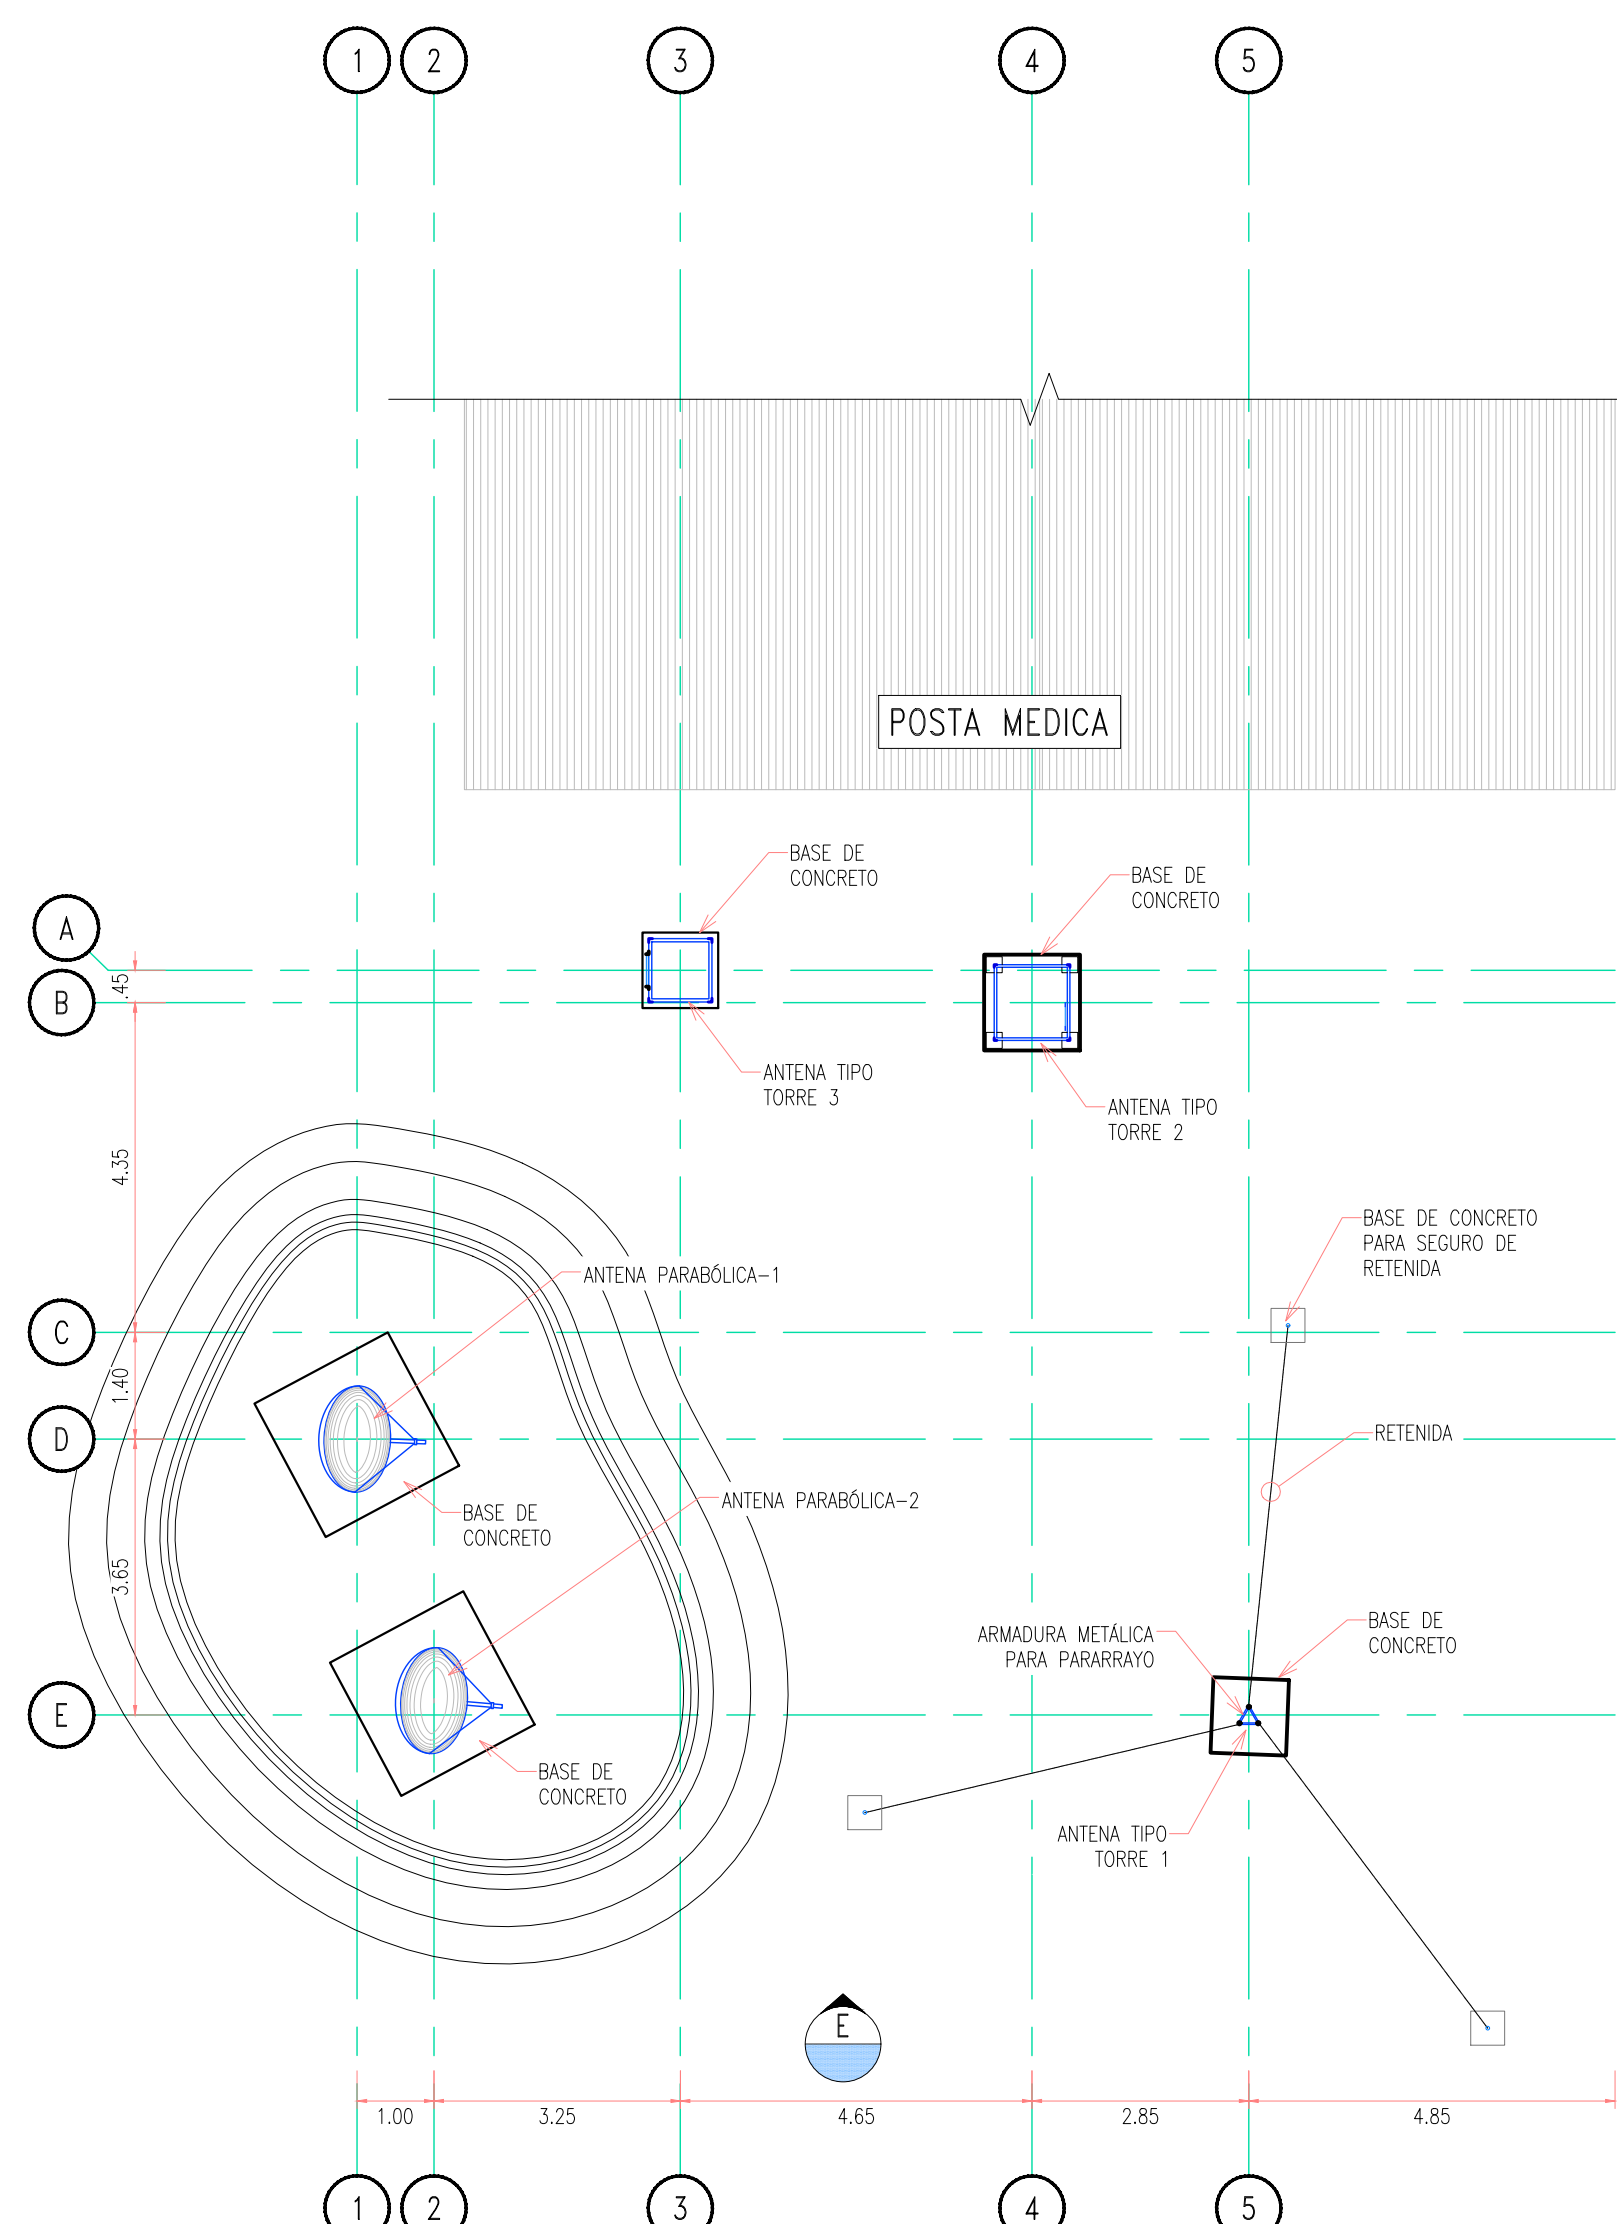 1 2 3 4 5
POSTA MEDICA
BASE DE
CONCRETO
BASE DE
CONCRETO
A
.45
B
ANTENA TIPO
TORRE 3
ANTENA TIPO
TORRE 2
4.35
BASE DE CONCRETO
PARA SEGURO DE
RETENIDA
ANTENA PARABÓLICA-1
C
1.40
D
RETENIDA
ANTENA PARABÓLICA-2
BASE DE
CONCRETO
3.65
ARMADURA METÁLICA
PARA PARARRAYO
BASE DE
CONCRETO
E
BASE DE
CONCRETO
ANTENA TIPO
TORRE 1
E
1.00 3.25 4.65 2.85 4.85
1 2 3 4 5